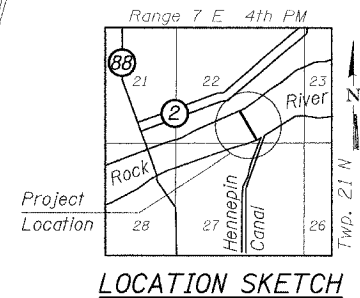 Range 7 E 4th PM
88
21
22
23
2
River
N
Rock
Project
Location
28
27
26
Hennepin
Canal
Twp. 21 N
LOCATION SKETCH